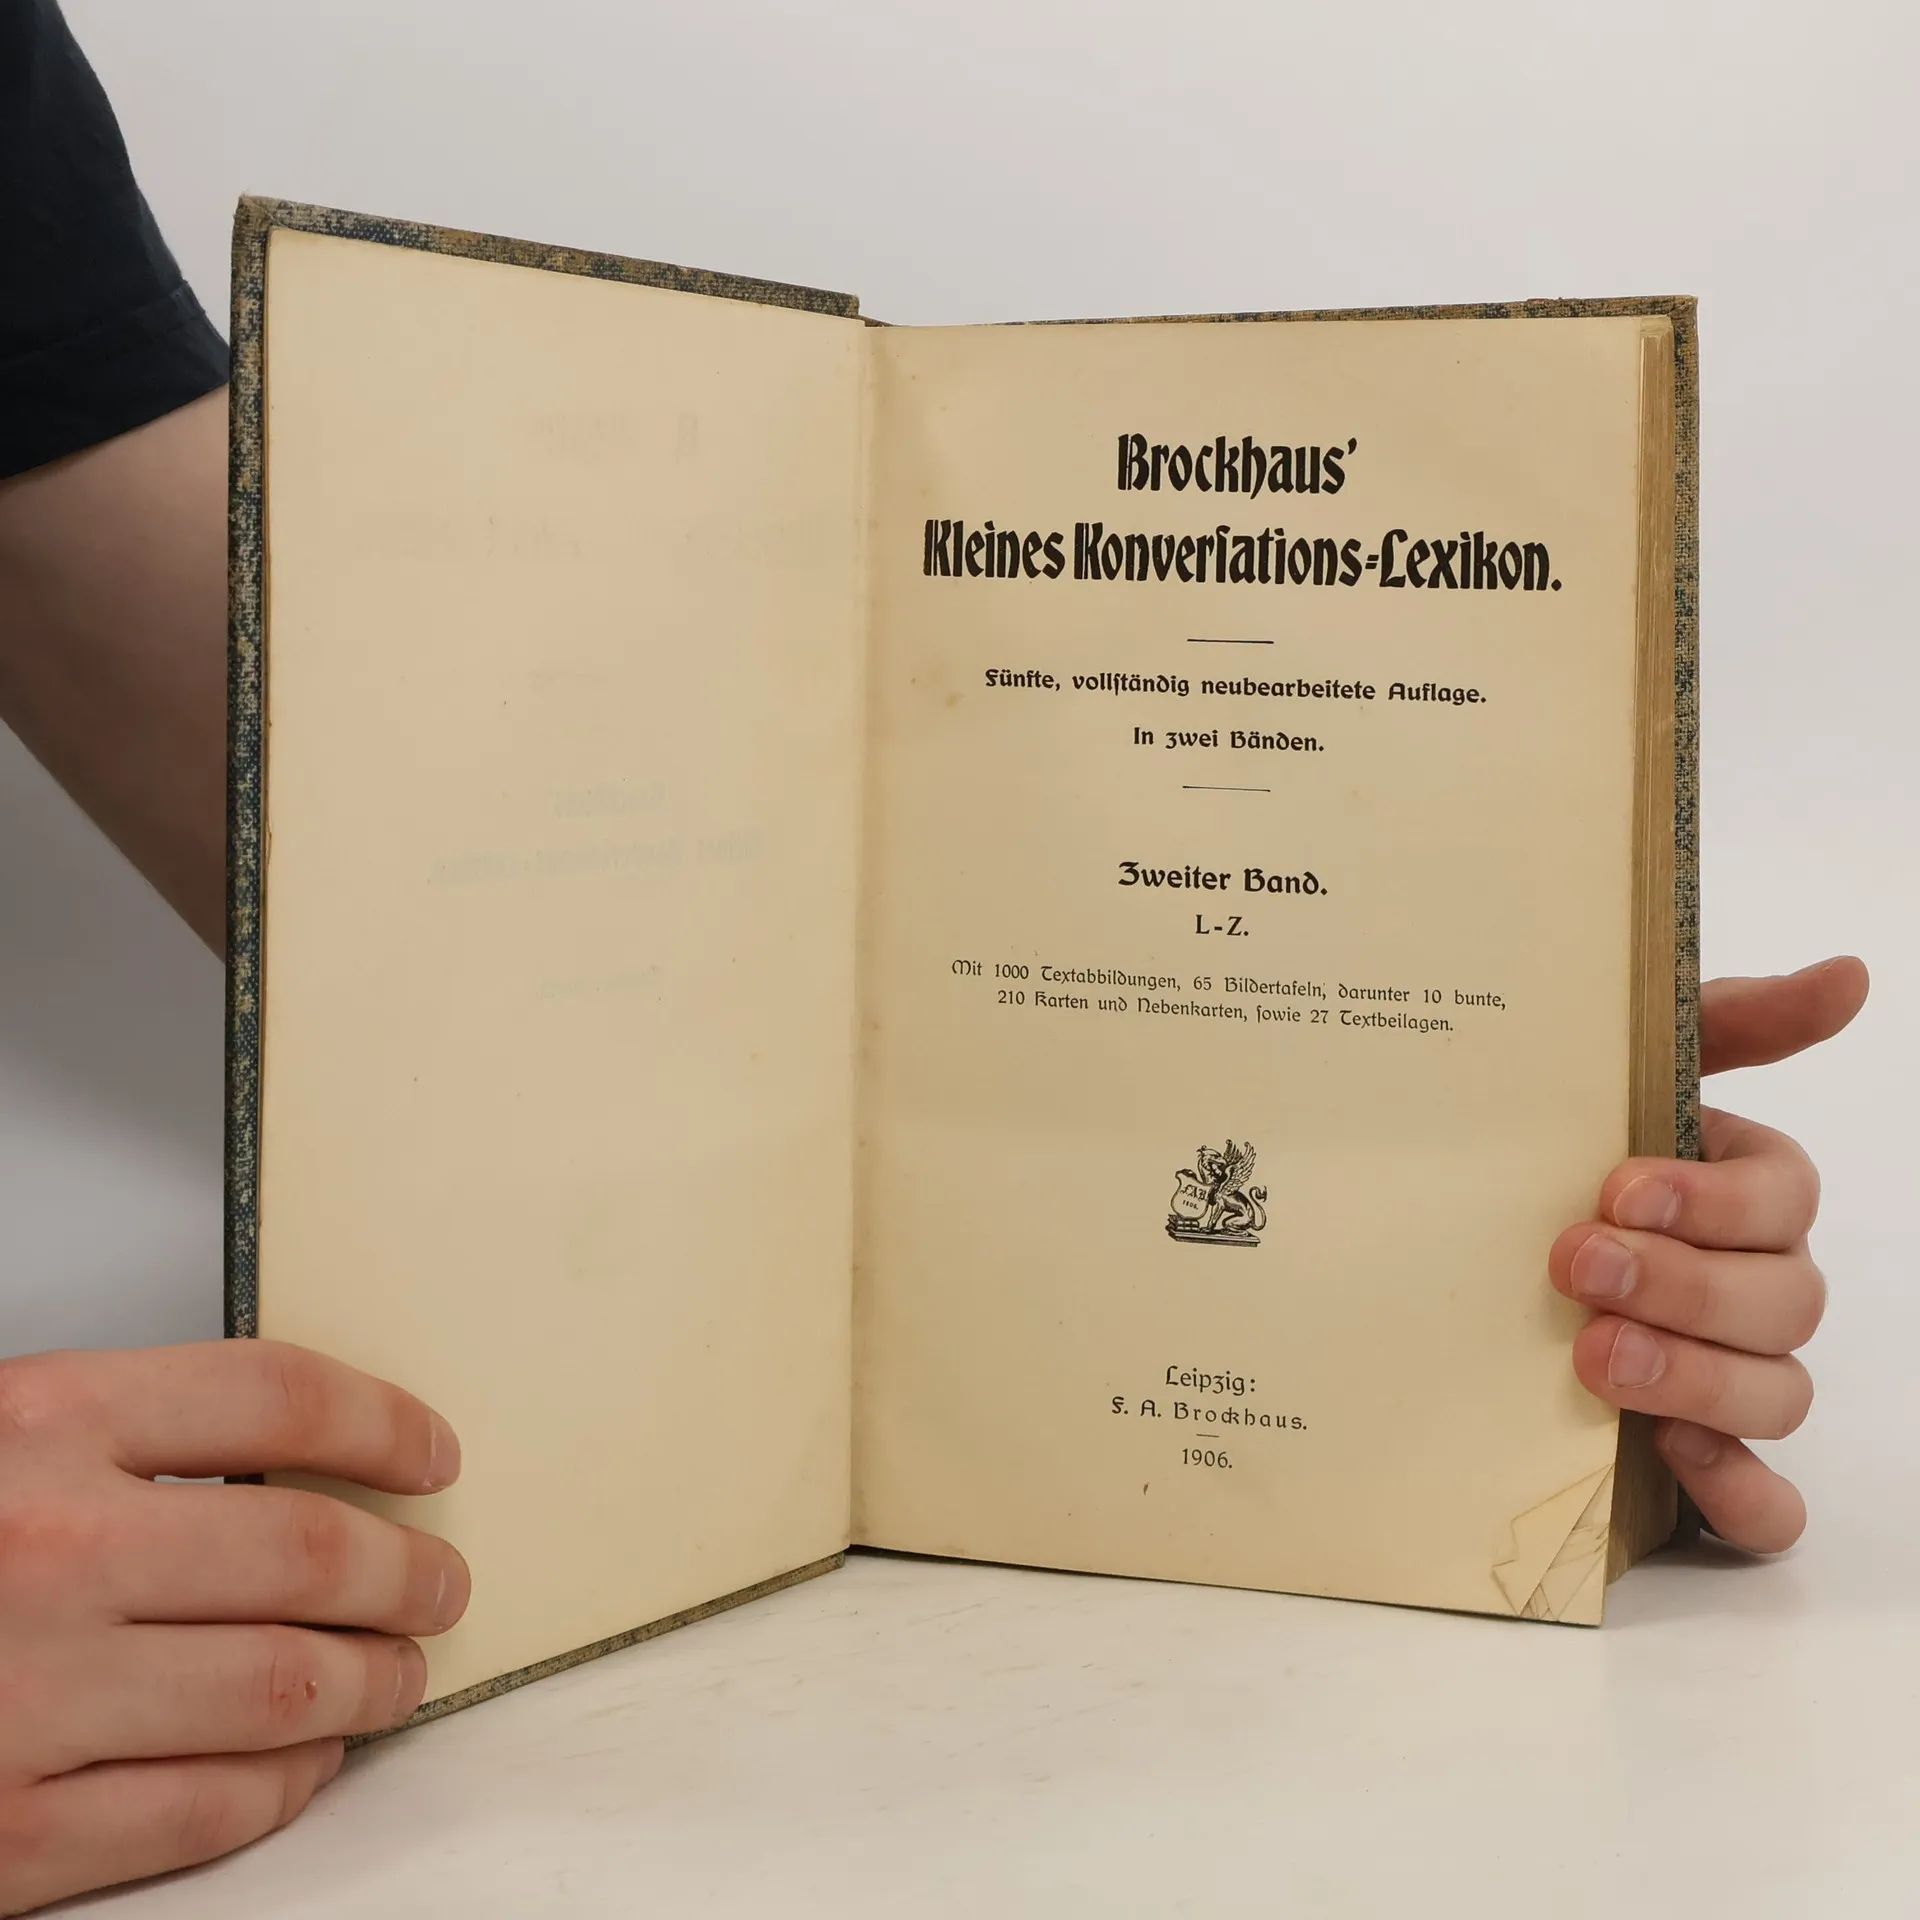 Brockhaus’
Kleines Konverſations-Lexikon.
Fünfte, vollſtändig neubearbeitete Auflage.
In zwei Bänden.
Zweiter Band.
L-Z.
Mit 1000 Textabbildungen, 65 Bildertafeln, darunter 10 bunte,
210 Karten und Nebenkarten, ſowie 27 Textbeilagen.
F.A.B.
Leipzig:
F. A. Brockhaus.
1906.